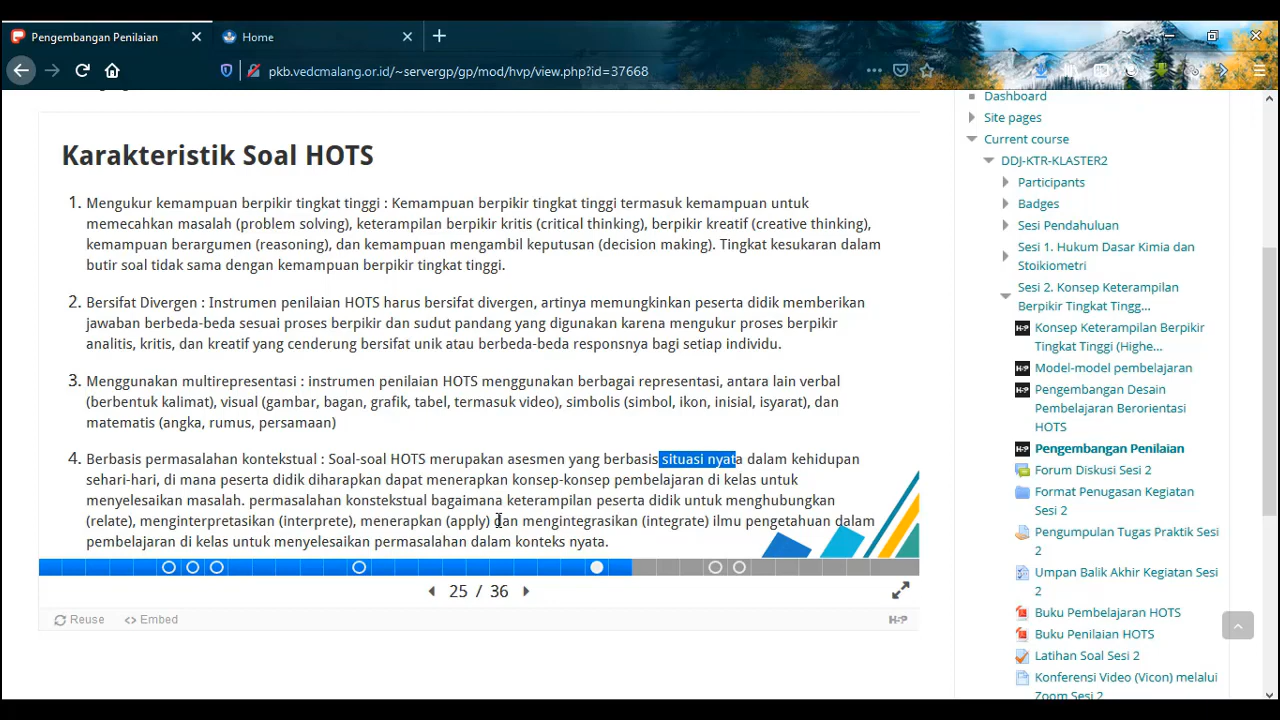 Pengembangan Penilaian
Home
pkb.vedcmalang.or.id/~servergp/gp/mod/hvp/view.php?id=37668
Karakteristik Soal HOTS
1. Mengukur kemampuan berpikir tingkat tinggi : Kemampuan berpikir tingkat tinggi termasuk kemampuan untuk
memecahkan masalah (problem solving), keterampilan berpikir kritis (critical thinking), berpikir kreatif (creative thinking),
kemampuan berargumen (reasoning), dan kemampuan mengambil keputusan (decision making). Tingkat kesukaran dalam
butir soal tidak sama dengan kemampuan berpikir tingkat tinggi.
2. Bersifat Divergen : Instrumen penilaian HOTS harus bersifat divergen, artinya memungkinkan peserta didik memberikan
jawaban berbeda-beda sesuai proses berpikir dan sudut pandang yang digunakan karena mengukur proses berpikir
analitis, kritis, dan kreatif yang cenderung bersifat unik atau berbeda-beda responsnya bagi setiap individu.
3. Menggunakan multirepresentasi : instrumen penilaian HOTS menggunakan berbagai representasi, antara lain verbal
(berbentuk kalimat), visual (gambar, bagan, grafik, tabel, termasuk video), simbolis (simbol, ikon, inisial, isyarat), dan
matematis (angka, rumus, persamaan)
4. Berbasis permasalahan kontekstual : Soal-soal HOTS merupakan asesmen yang berbasis situasi nyata dalam kehidupan
sehari-hari, di mana peserta didik diharapkan dapat menerapkan konsep-konsep pembelajaran di kelas untuk
menyelesaikan maslah. permasalahan konstekstual bagaimana keterampilan peserta didik untuk menghubungkan
(relate), menginterpretasikan (interprete), menerapkan (apply) dan mengintegrasikan (integrate) ilmu pengetahuan dalam
pembelajaran di kelas untuk menyelesaikan permasalahan dalam konteks nyata.
25 / 36
Reuse
Embed
H5P
Dashboard
Site pages
Current course
DDJ-KTR-KLASTER2
Participants
Badges
Sesi Pendahuluan
Sesi 1. Hukum Dasar Kimia dan
Stoikiometri
Sesi 2. Konsep Keterampilan
Berpikir Tingkat Tingg...
Konsep Keterampilan Berpikir
Tingkat Tinggi (Highe...
Model-model pembelajaran
Pengembangan Desain
Pembelajaran Berorientasi
HOTS
Pengembangan Penilaian
Forum Diskusi Sesi 2
Format Penugasan Kegiatan
Sesi 2
Pengumpulan Tugas Praktik Sesi
2
Umpan Balik Akhir Kegiatan Sesi
2
Buku Pembelajaran HOTS
Buku Penilaian HOTS
Latihan Soal Sesi 2
Konferensi Video (Vicon) melalui
Zoom Sesi 2